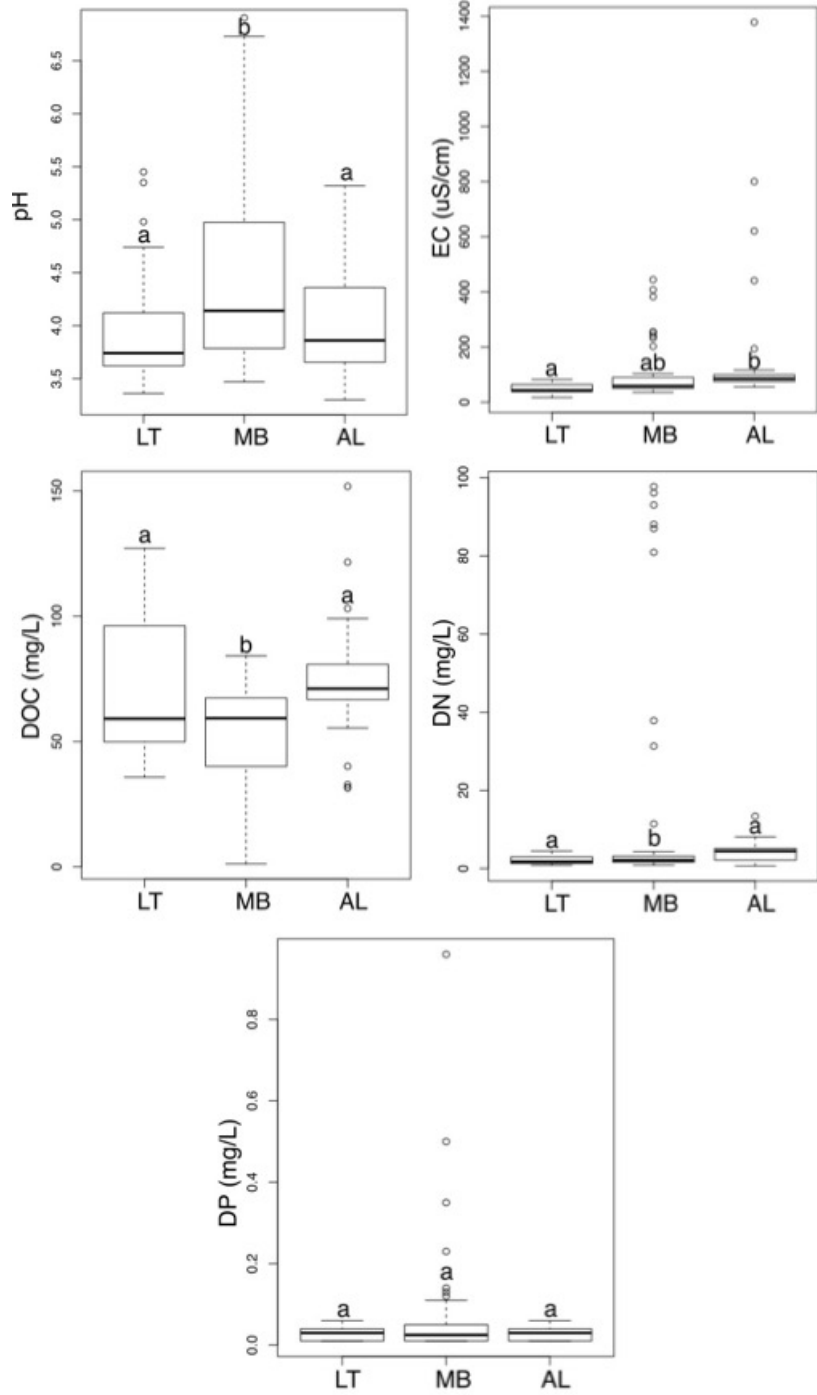 pH
6.5
6.0
5.5
5.0
4.5
4.0
3.5
a
b
a
LT
MB
AL
EC (uS/cm)
1400
1200
1000
800
600
400
200
0
a
ab
b
LT
MB
AL
DOC (mg/L)
150
100
50
0
a
b
a
LT
MB
AL
DN (mg/L)
100
80
60
40
20
0
a
b
a
LT
MB
AL
DP (mg/L)
0.8
0.6
0.4
0.2
0.0
a
a
a
LT
MB
AL